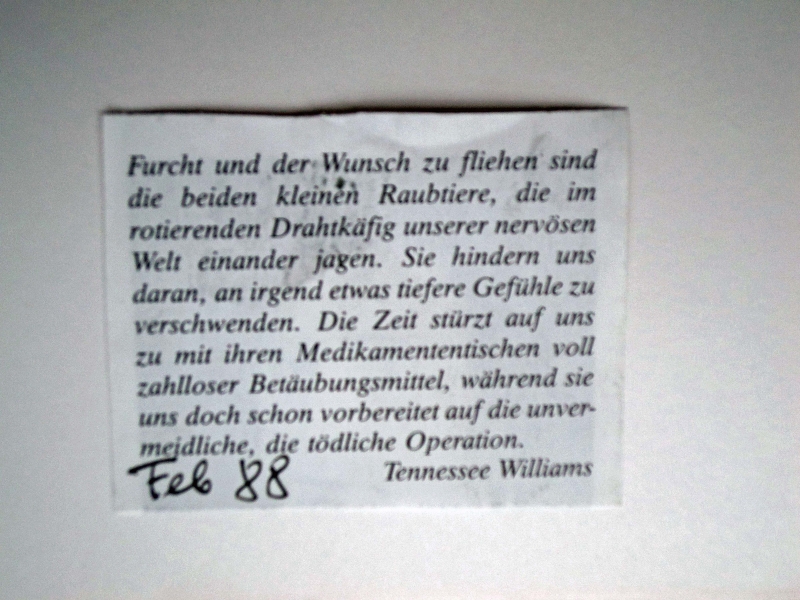 Furcht und der Wunsch zu fliehen sind
die beiden kleinen Raubtiere, die im
rotierenden Drahtkäfig unserer nervösen
Welt einander jagen. Sie hindern uns
daran, an irgend etwas tiefere Gefühle zu
verschwenden. Die Zeit stürzt auf uns
zu mit ihren Medikamententischen voll
zahlloser Betäubungsmittel, während sie
uns doch schon vorbereitet auf die unver-
meidliche, die tödliche Operation.
Tennessee Williams
Feb 88